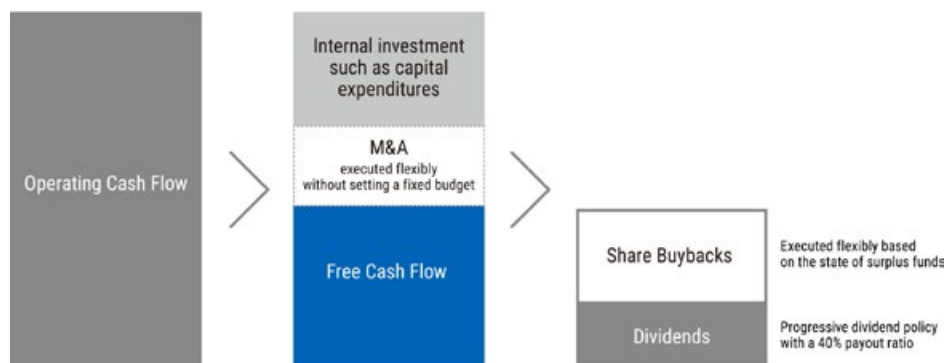 Operating Cash Flow
Internal investment
such as capital
expenditures
M&A
executed flexibly
without setting a fixed budget
Free Cash Flow
Share Buybacks
Executed flexibly based
on the state of surplus funds
Dividends
Progressive dividend policy
with a 40% payout ratio